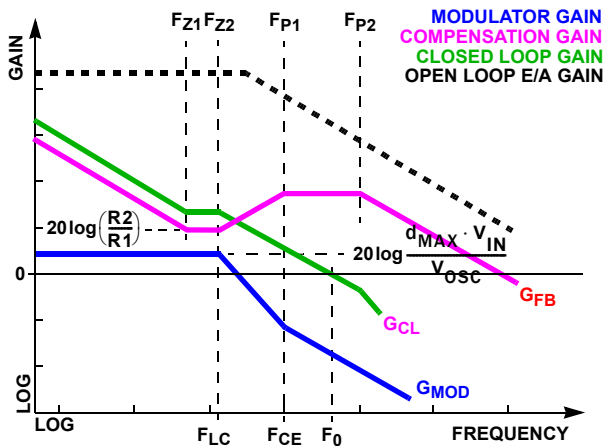 MODULATOR GAIN
COMPENSATION GAIN
CLOSED LOOP GAIN
OPEN LOOP E/A GAIN
FZ1 FZ2 FP1 FP2
GAIN
20log(R2/R1)
20log dMAX · VIN
VOSC
0
GFB
GCL
GMOD
LOG
LOG
FLC FCE F0 FREQUENCY